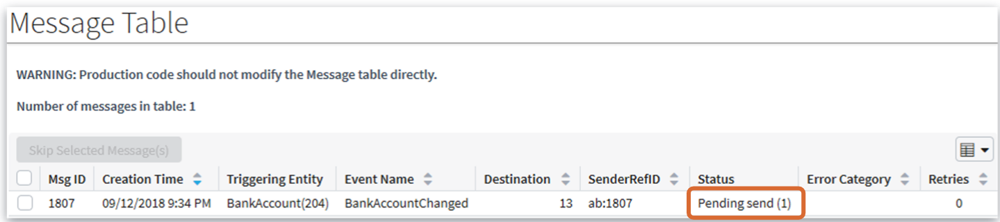 Message Table
WARNING: Production code should not modify the Message table directly.
Number of messages in table: 1
Skip Selected Message(s)
Msg ID Creation Time Triggering Entity Event Name Destination SenderRefID Status Error Category Retries
1807 09/12/2018 9:34 PM BankAccount(204) BankAccountChanged 13 ab:1807 Pending send (1) 0